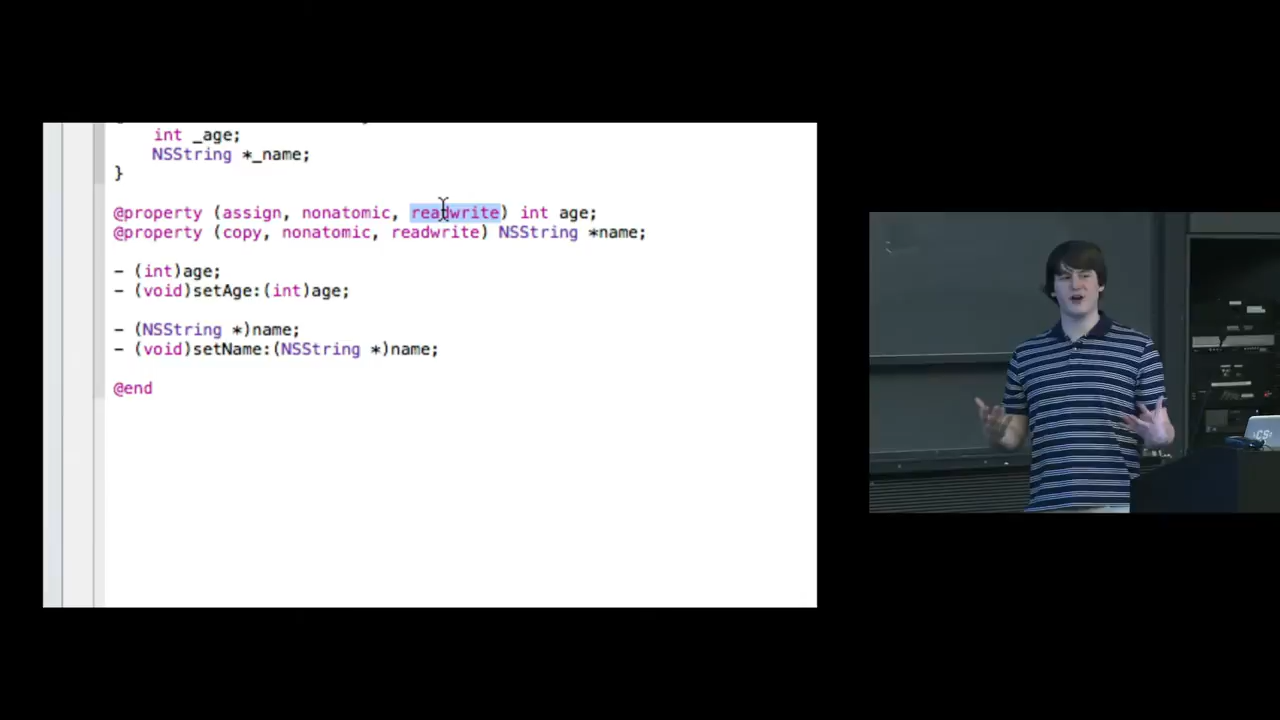 int _age;
NSString *_name;
}
@property (assign, nonatomic, readwrite) int age;
@property (copy, nonatomic, readwrite) NSString *name;
- (int)age;
- (void)setAge:(int)age;
- (NSString *)name;
- (void)setName:(NSString *)name;
@end